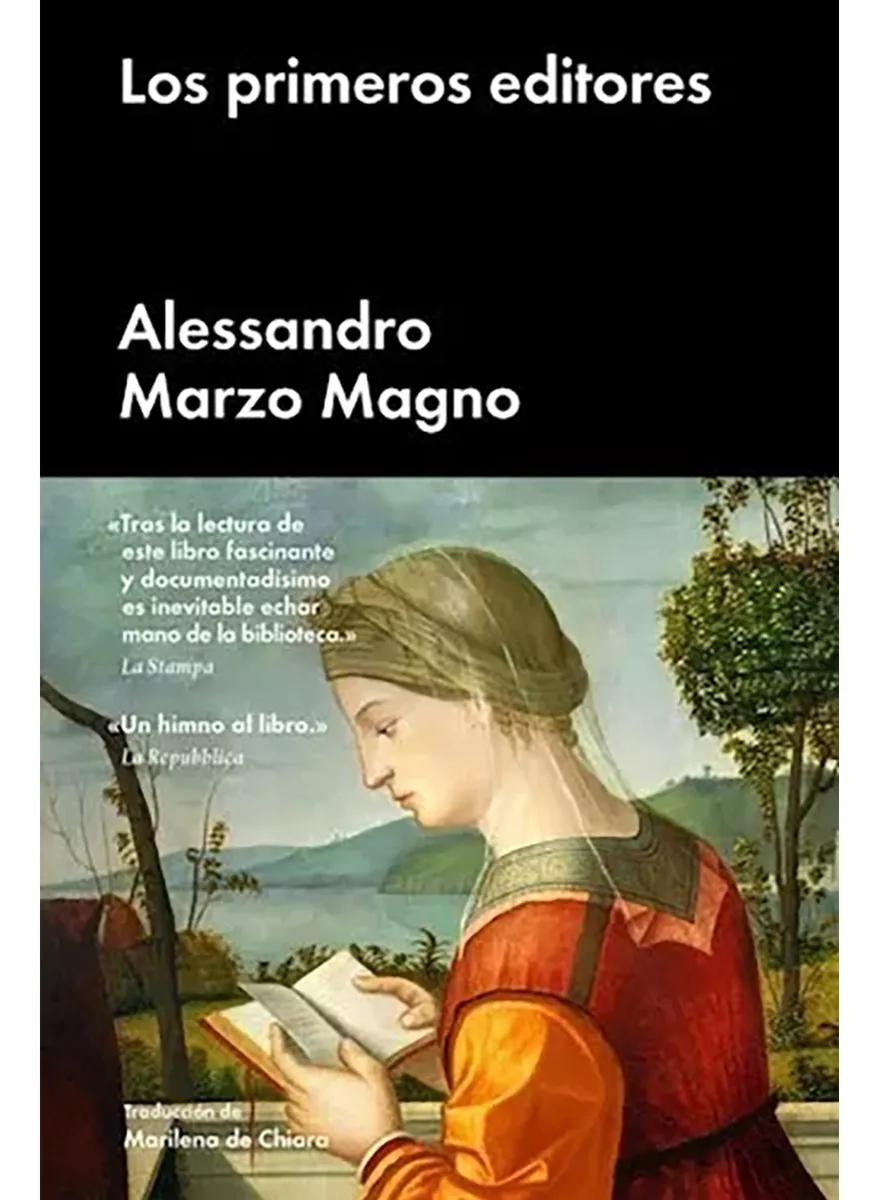 Los primeros editores
Alessandro
Marzo Magno
«Tras la lectura de
este libro fascinante
y documentadísimo
es inevitable echar
mano de la biblioteca.»
La Stampa
«Un himno al libro.»
La Repubblica
Traducción de
Marilena de Chiara